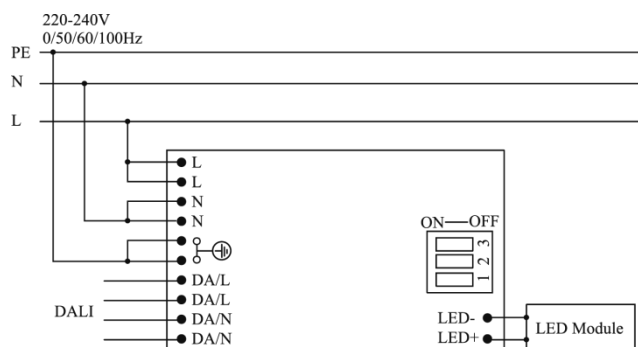 220-240V
0/50/60/100Hz
PE
N
L
L
L
N
N
DA/L
DA/L
DA/N
DA/N
DALI
ON OFF
3
2
1
LED-
LED+
LED Module